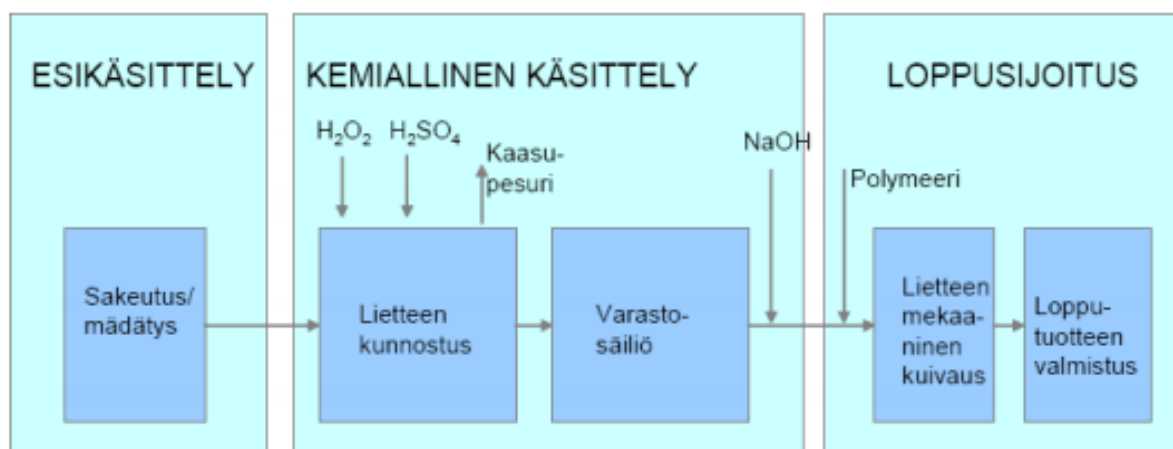 ESIKÄSITTELY
KEMIALLINEN KÄSITTELY
LOPPUSIJOITUS
H₂O₂
H₂SO₄
Kaasu-
pesuri
NaOH
Polymeeri
Sakeutus/
mädätys
Lietteen
kunnostus
Varasto-
säiliö
Lietteen
mekaa-
ninen
kuivaus
Loppu-
tuotteen
valmistus